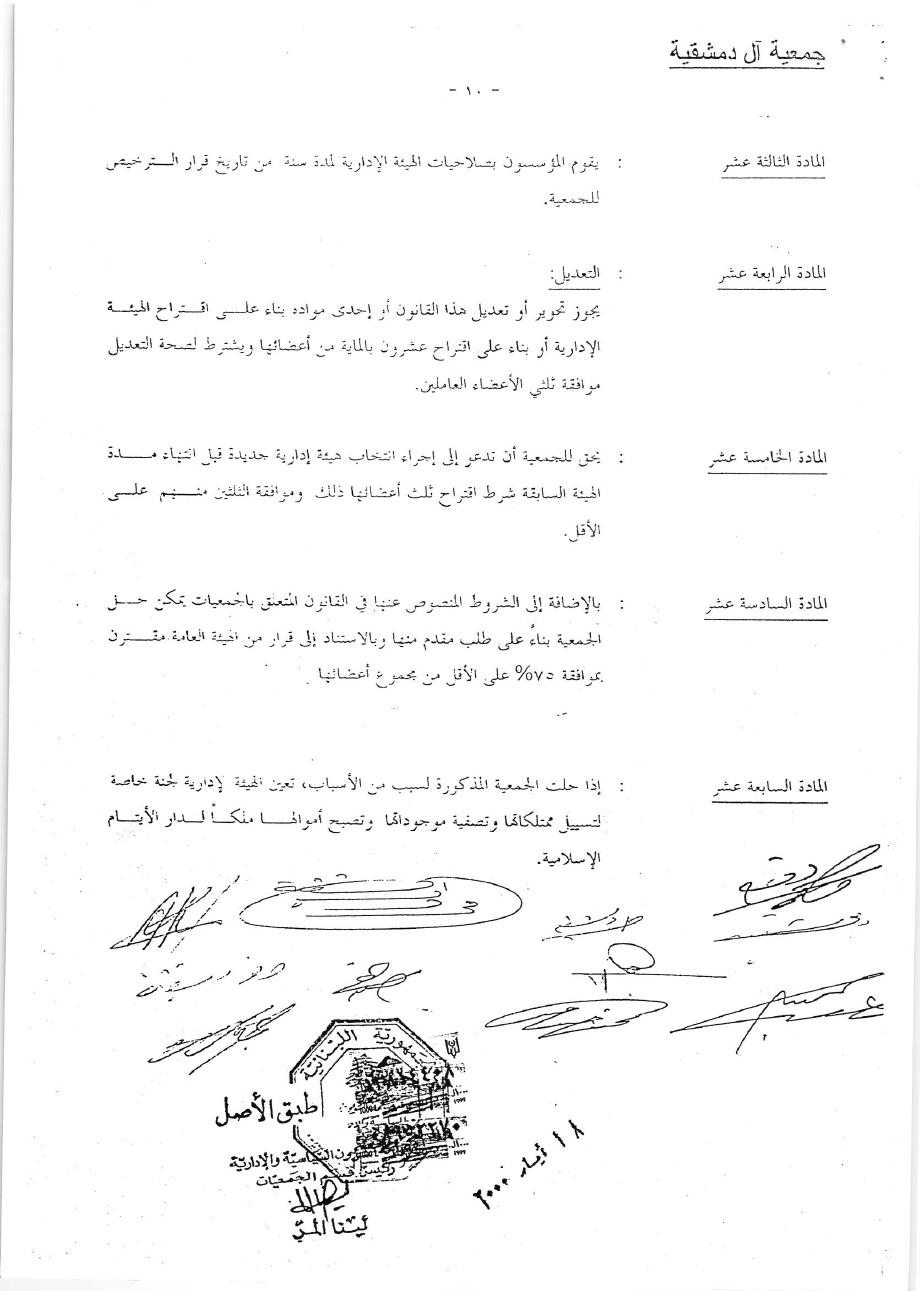 جمعية آل دمشقية
- ١٠ -
المادة الثالثة عشر : يقوم المؤسسون بصلاحيات الهيئة الإدارية لمدة سنة من تاريخ قرار الترخيص
للجمعية.
المادة الرابعة عشر : التعديل:
يجوز تحوير أو تعديل هذا القانون أو إحدى مواده بناء على اقتراح الهيئة
الإدارية أو بناء على اقتراح عشرون بالماية من أعضائها ويشترط لصحة التعديل
موافقة ثلثي الأعضاء العاملين.
المادة الخامسة عشر : يحق للجمعية أن تدعو إلى إجراء انتخاب هيئة إدارية جديدة قبل انتهاء مدة
الهيئة السابقة شرط اقتراح ثلث أعضائها ذلك وموافقة الثلثين منهم على
الأقل.
المادة السادسة عشر : بالإضافة إلى الشروط المنصوص عنها في القانون المتعلق بالجمعيات يمكن حل
الجمعية بناءً على طلب مقدم منها وبالاستناد إلى قرار من الهيئة العامة مقترن
بموافقة ٧٥% على الأقل من مجموع أعضائها
المادة السابعة عشر : إذا حلت الجمعية المذكورة لسبب من الأسباب، تعين الهيئة لإدارية لجنة خاصة
لتسييل ممتلكاتها وتصفية موجوداتها وتصبح أموالها ملكاً لدار الأيتام
الإسلامية.
الجمهورية اللبنانية
طبق الأصل
الشؤون السياسية والإدارية
رئيس قسم الجمعيات
لينا المرّ
١٨ أيار ٢٠٠٠